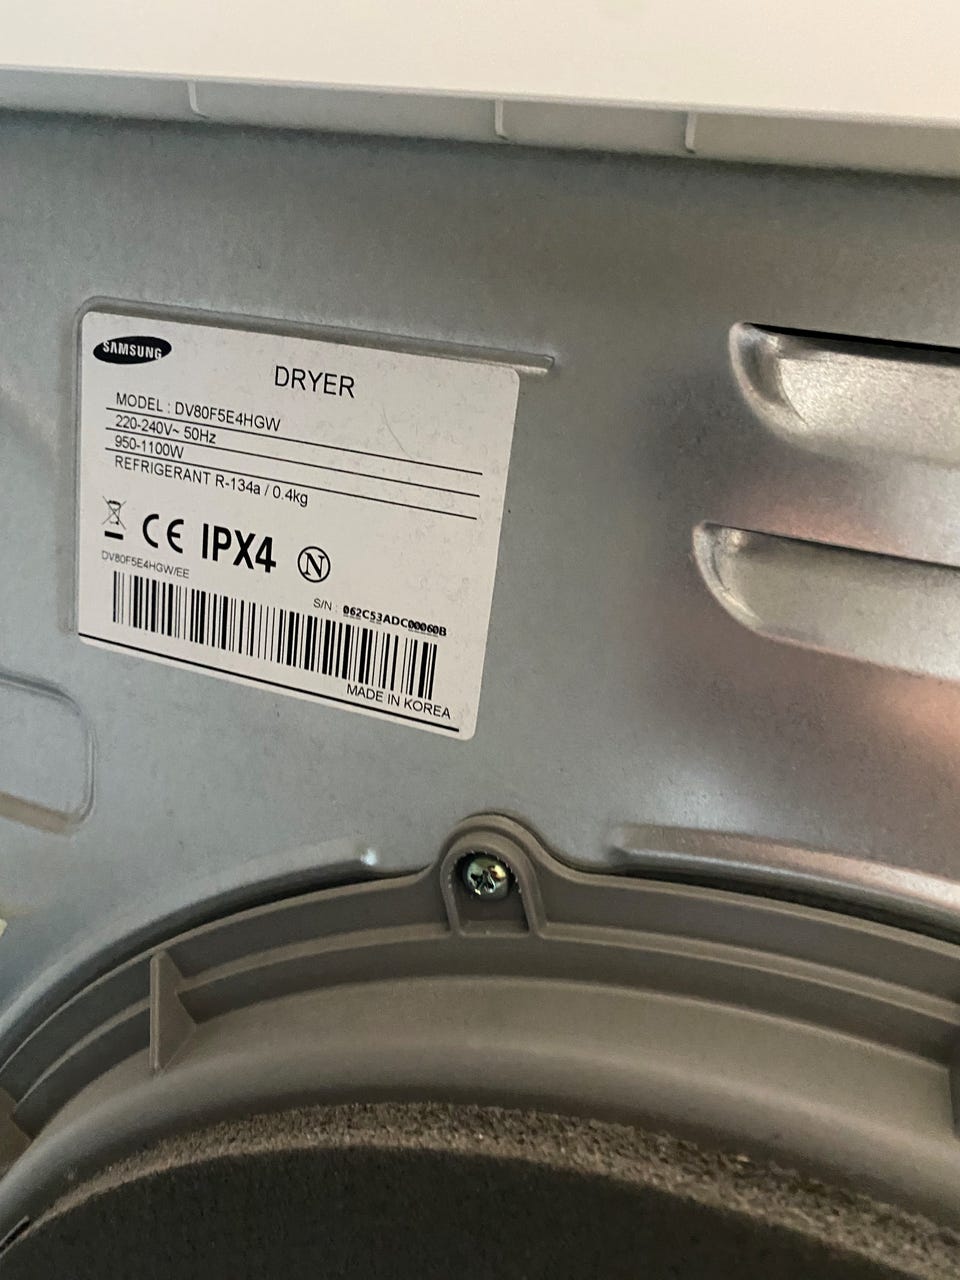 SAMSUNG
DRYER
MODEL : DV80F5E4HGW
220-240V~ 50Hz
950-1100W
REFRIGERANT R-134a / 0.4kg
CE IPX4 N
DV80F5E4HGW/EE
S/N : 062C53ADC00060B
MADE IN KOREA